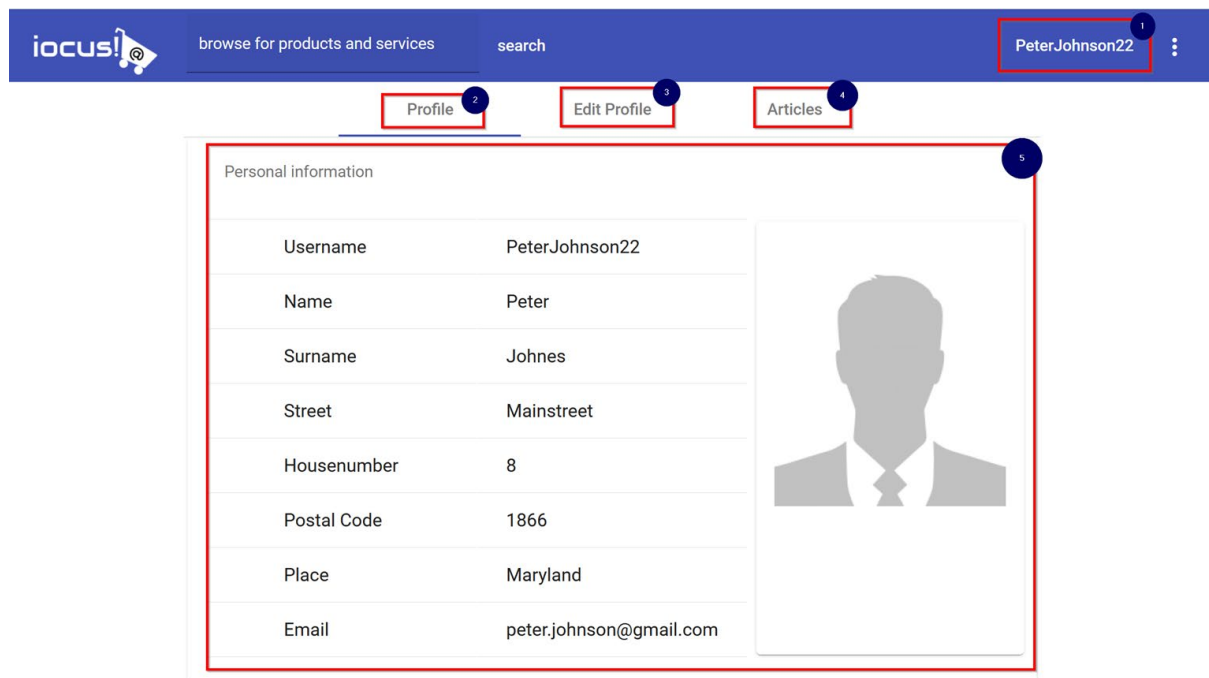 iocus!@ browse for products and services search PeterJohnson22 1
Profile 2 Edit Profile 3 Articles 4
5
Personal information
Username PeterJohnson22
Name Peter
Surname Johnes
Street Mainstreet
Housenumber 8
Postal Code 1866
Place Maryland
Email peter.johnson@gmail.com